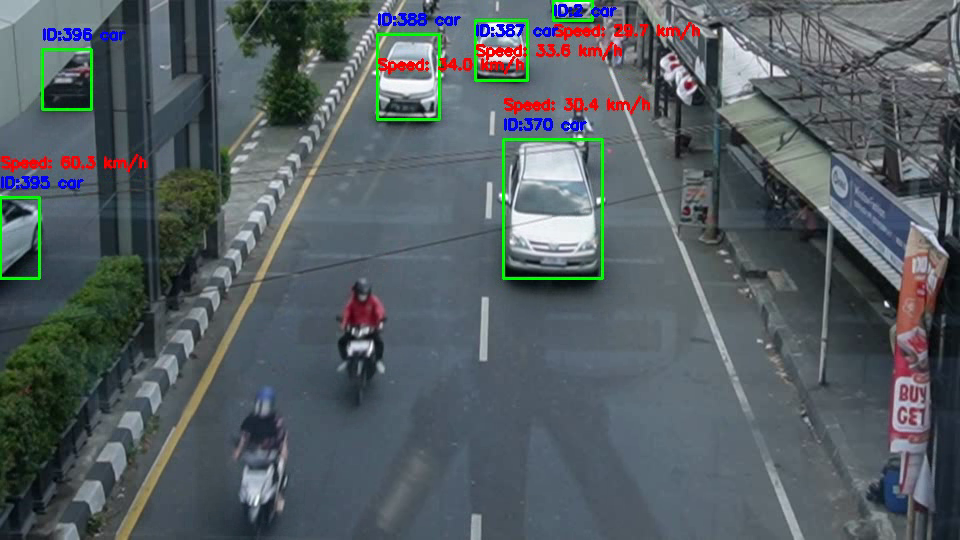 ID:2 car
Speed: 29.7 km/h
ID:388 car
Speed: 34.0 km/h
ID:387 car
Speed: 33.6 km/h
ID:396 car
Speed: 30.4 km/h
ID:370 car
Speed: 60.3 km/h
ID:395 car
BUY
GET